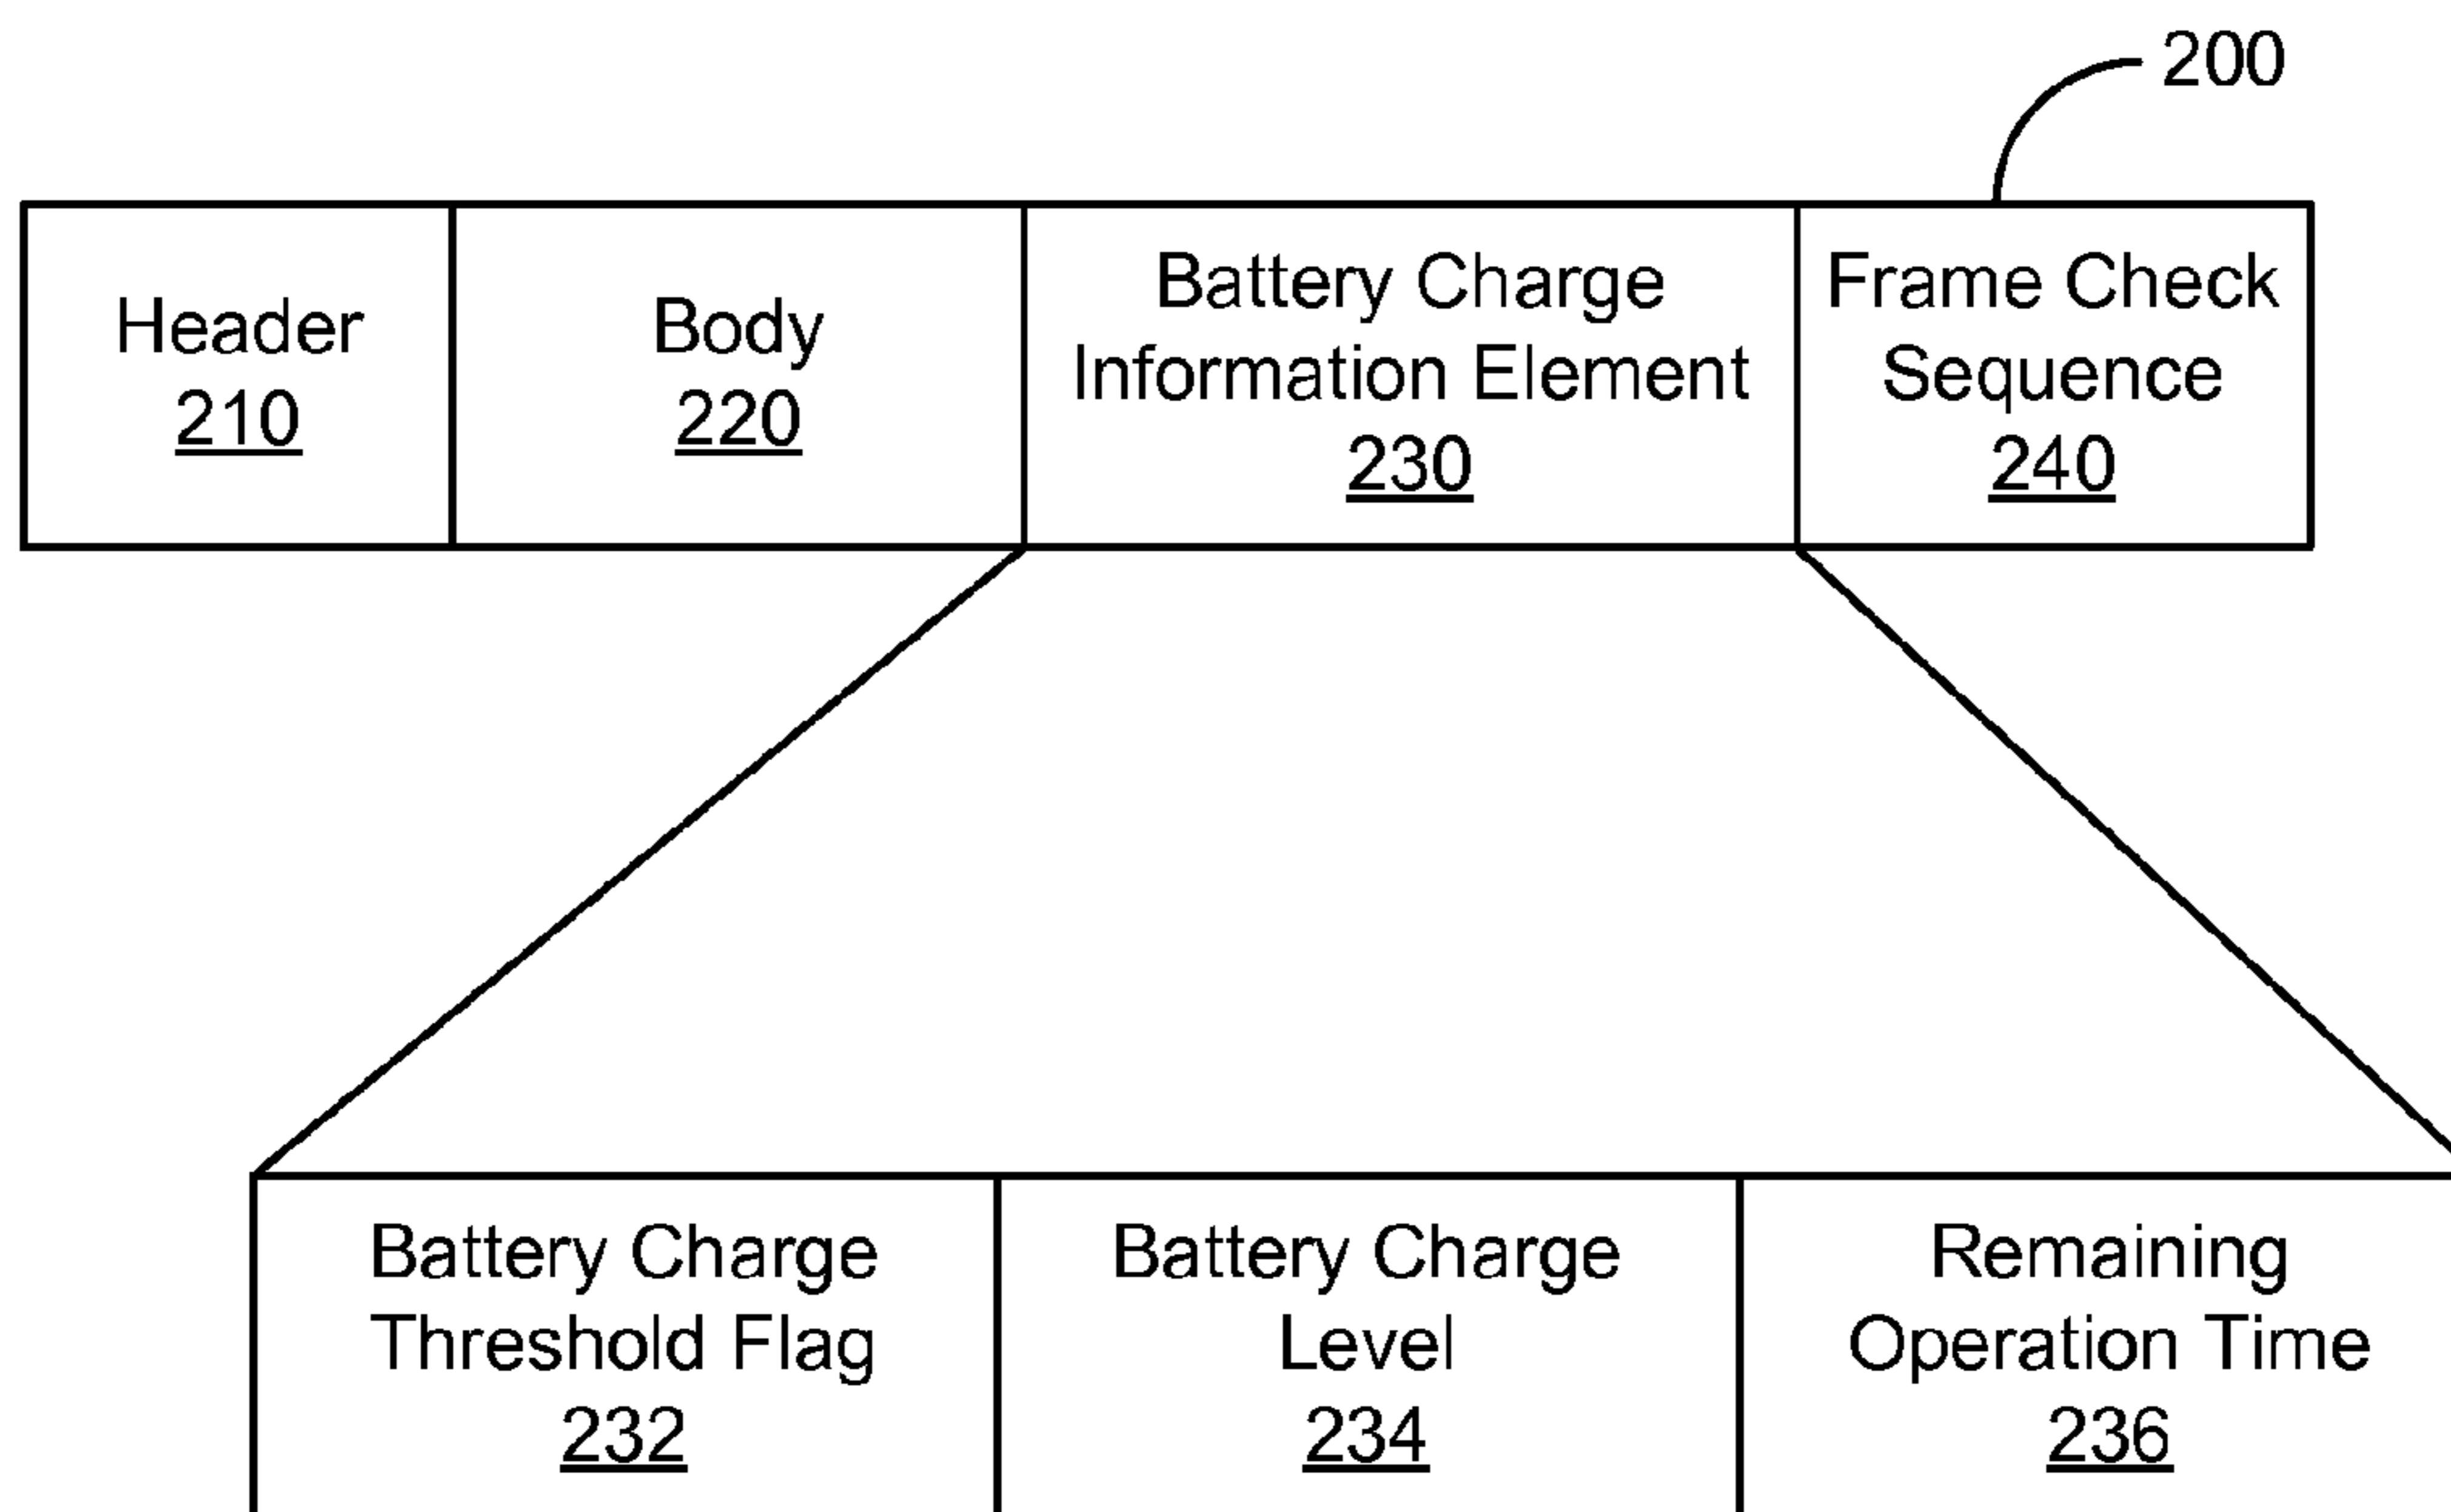 200
Header
210
Body
220
Battery Charge
Information Element
230
Frame Check
Sequence
240
Battery Charge
Threshold Flag
232
Battery Charge
Level
234
Remaining
Operation Time
236